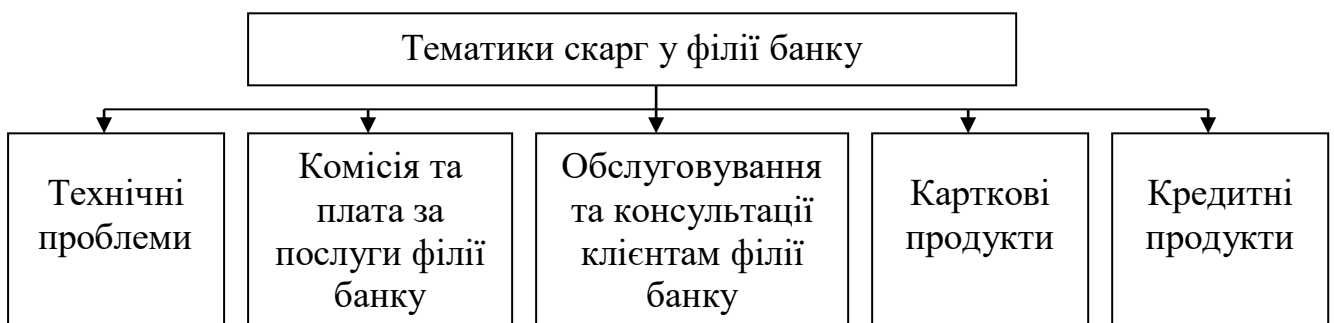 Тематики скарг у філії банку
Технічні
проблеми
Комісія та
плата за
послуги філії
банку
Обслуговування
та консультації
клієнтам філії
банку
Карткові
продукти
Кредитні
продукти